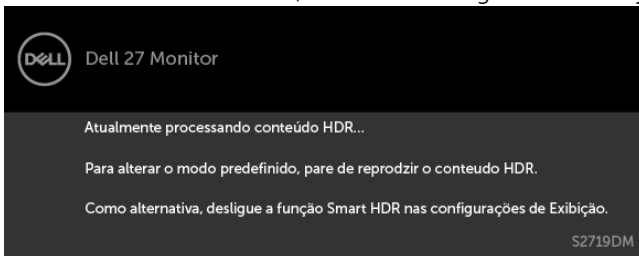 DELL
Dell 27 Monitor
Atualmente processando conteúdo HDR...
Para alterar o modo predefinido, pare de reprodzir o conteudo HDR.
Como alternativa, desligue a função Smart HDR nas configurações de Exibição.
S2719DM